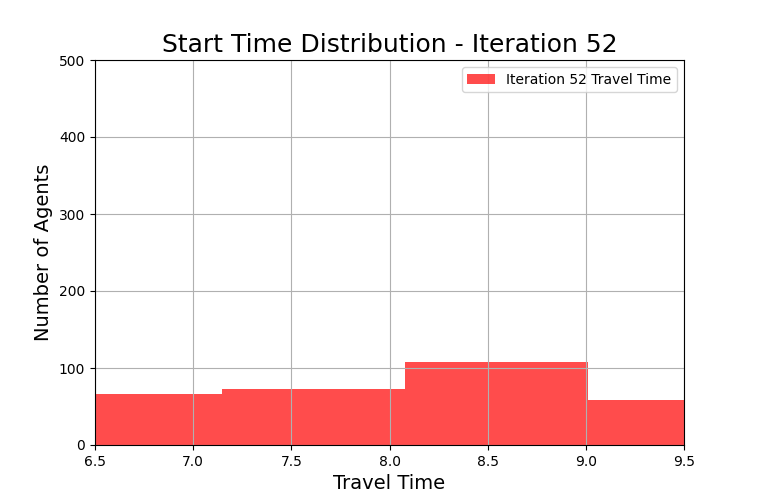 Start Time Distribution - Iteration 52
Iteration 52 Travel Time
500
400
300
200
100
0
Number of Agents
6.5 7.0 7.5 8.0 8.5 9.0 9.5
Travel Time